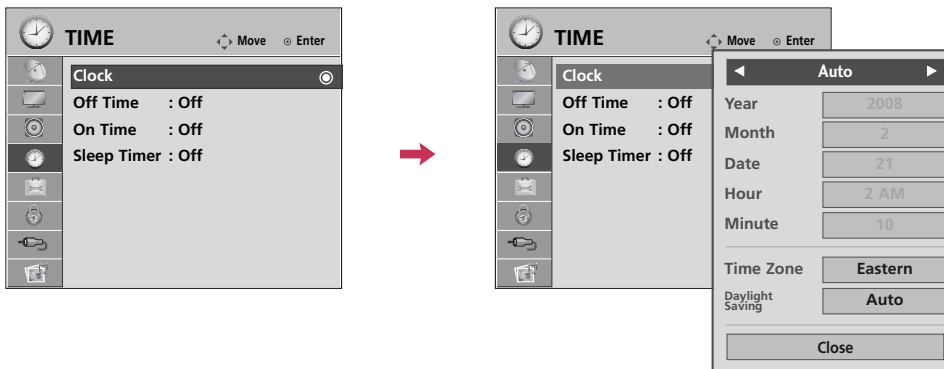 TIME
Move Enter
Clock
Off Time : Off
On Time : Off
Sleep Timer : Off
TIME
Move Enter
Clock
Off Time : Off
On Time : Off
Sleep Timer : Off
Auto
Year 2008
Month 2
Date 21
Hour 2 AM
Minute 10
Time Zone Eastern
Daylight
Saving
Auto
Close